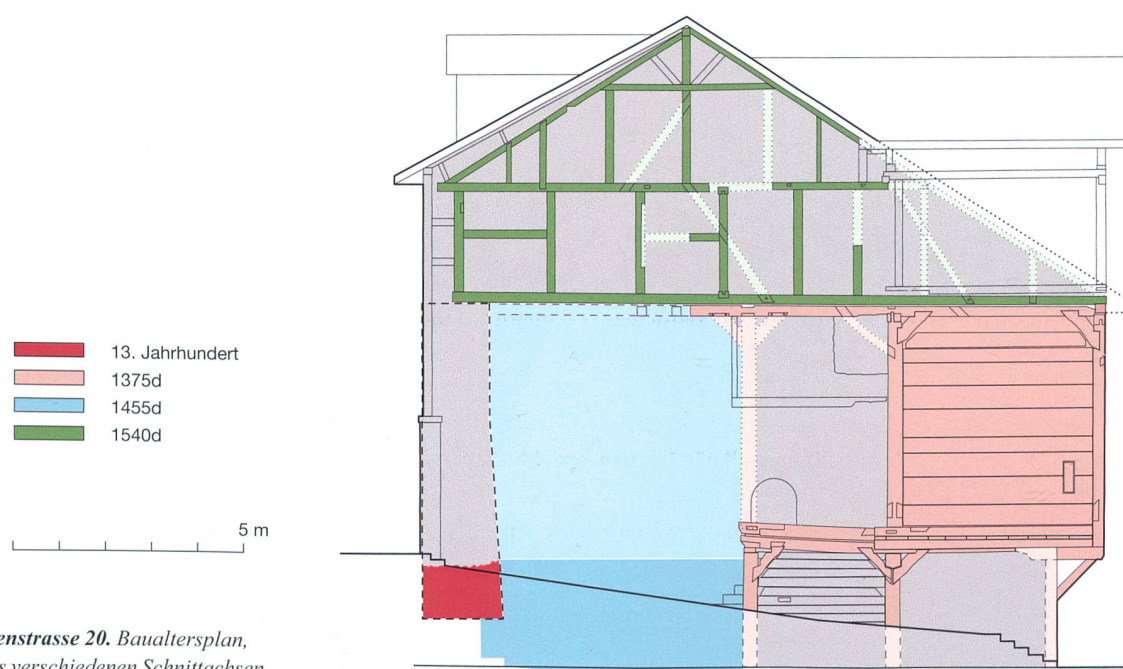 13. Jahrhundert
1375d
1455d
1540d
5 m
enstrasse 20. Baualtersplan,
s verschiedenen Schnittachsen